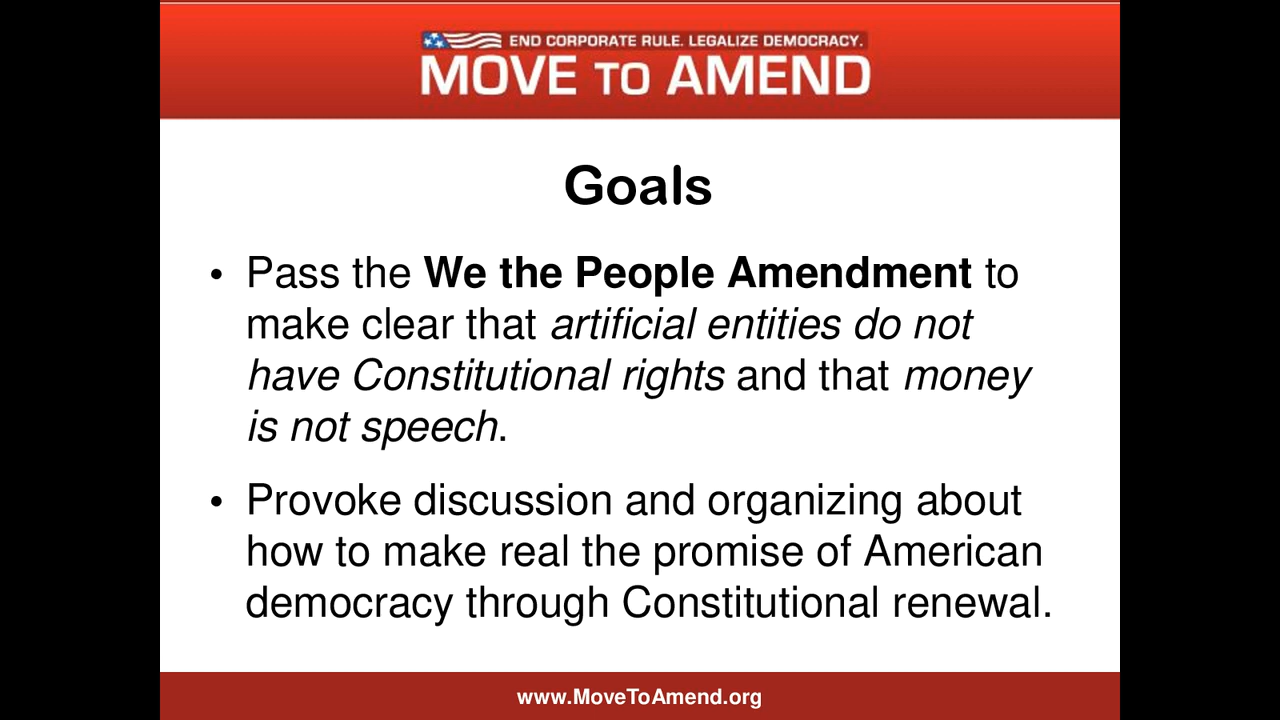 END CORPORATE RULE. LEGALIZE DEMOCRACY.
MOVE TO AMEND
Goals
• Pass the We the People Amendment to
make clear that artificial entities do not
have Constitutional rights and that money
is not speech.
• Provoke discussion and organizing about
how to make real the promise of American
democracy through Constitutional renewal.
www.MoveToAmend.org